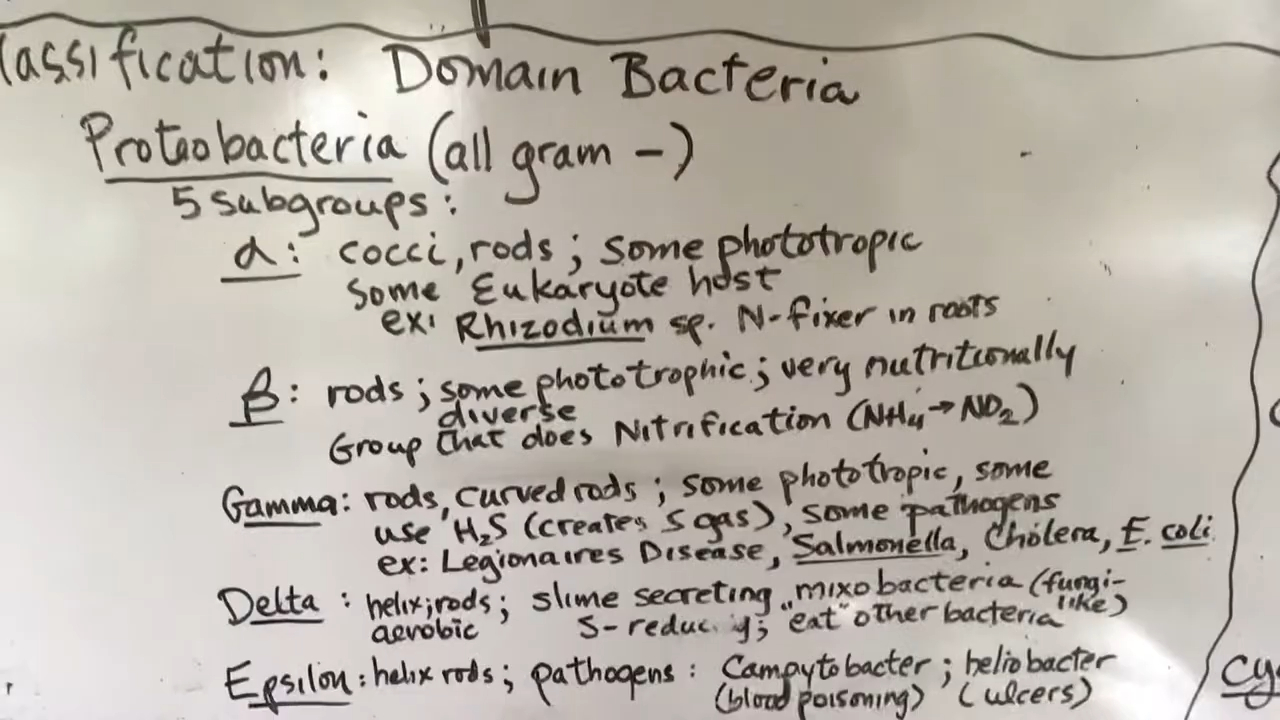 lassification: Domain Bacteria
Proteobacteria (all gram -)
5 subgroups:
α: cocci, rods; some phototropic
some Eukaryote host
ex: Rhizodium sp. N-fixer in roots
β: rods; some phototrophic; very nutritionally
diverse
Group that does Nitrification (NH4 → NO2)
Gamma: rods, curved rods; some phototropic, some
use H2S (creates S gas), some pathogens
ex: Legionaires Disease, Salmonella, Cholera, E. coli
Delta: helix; rods; slime secreting mixobacteria (fungi-
aerobic S- "eat" other bacteria like)
Epsilon: helix rods; pathogens: Campytobacter; heliobacter
(blood poisoning) (ulcers)
Cy